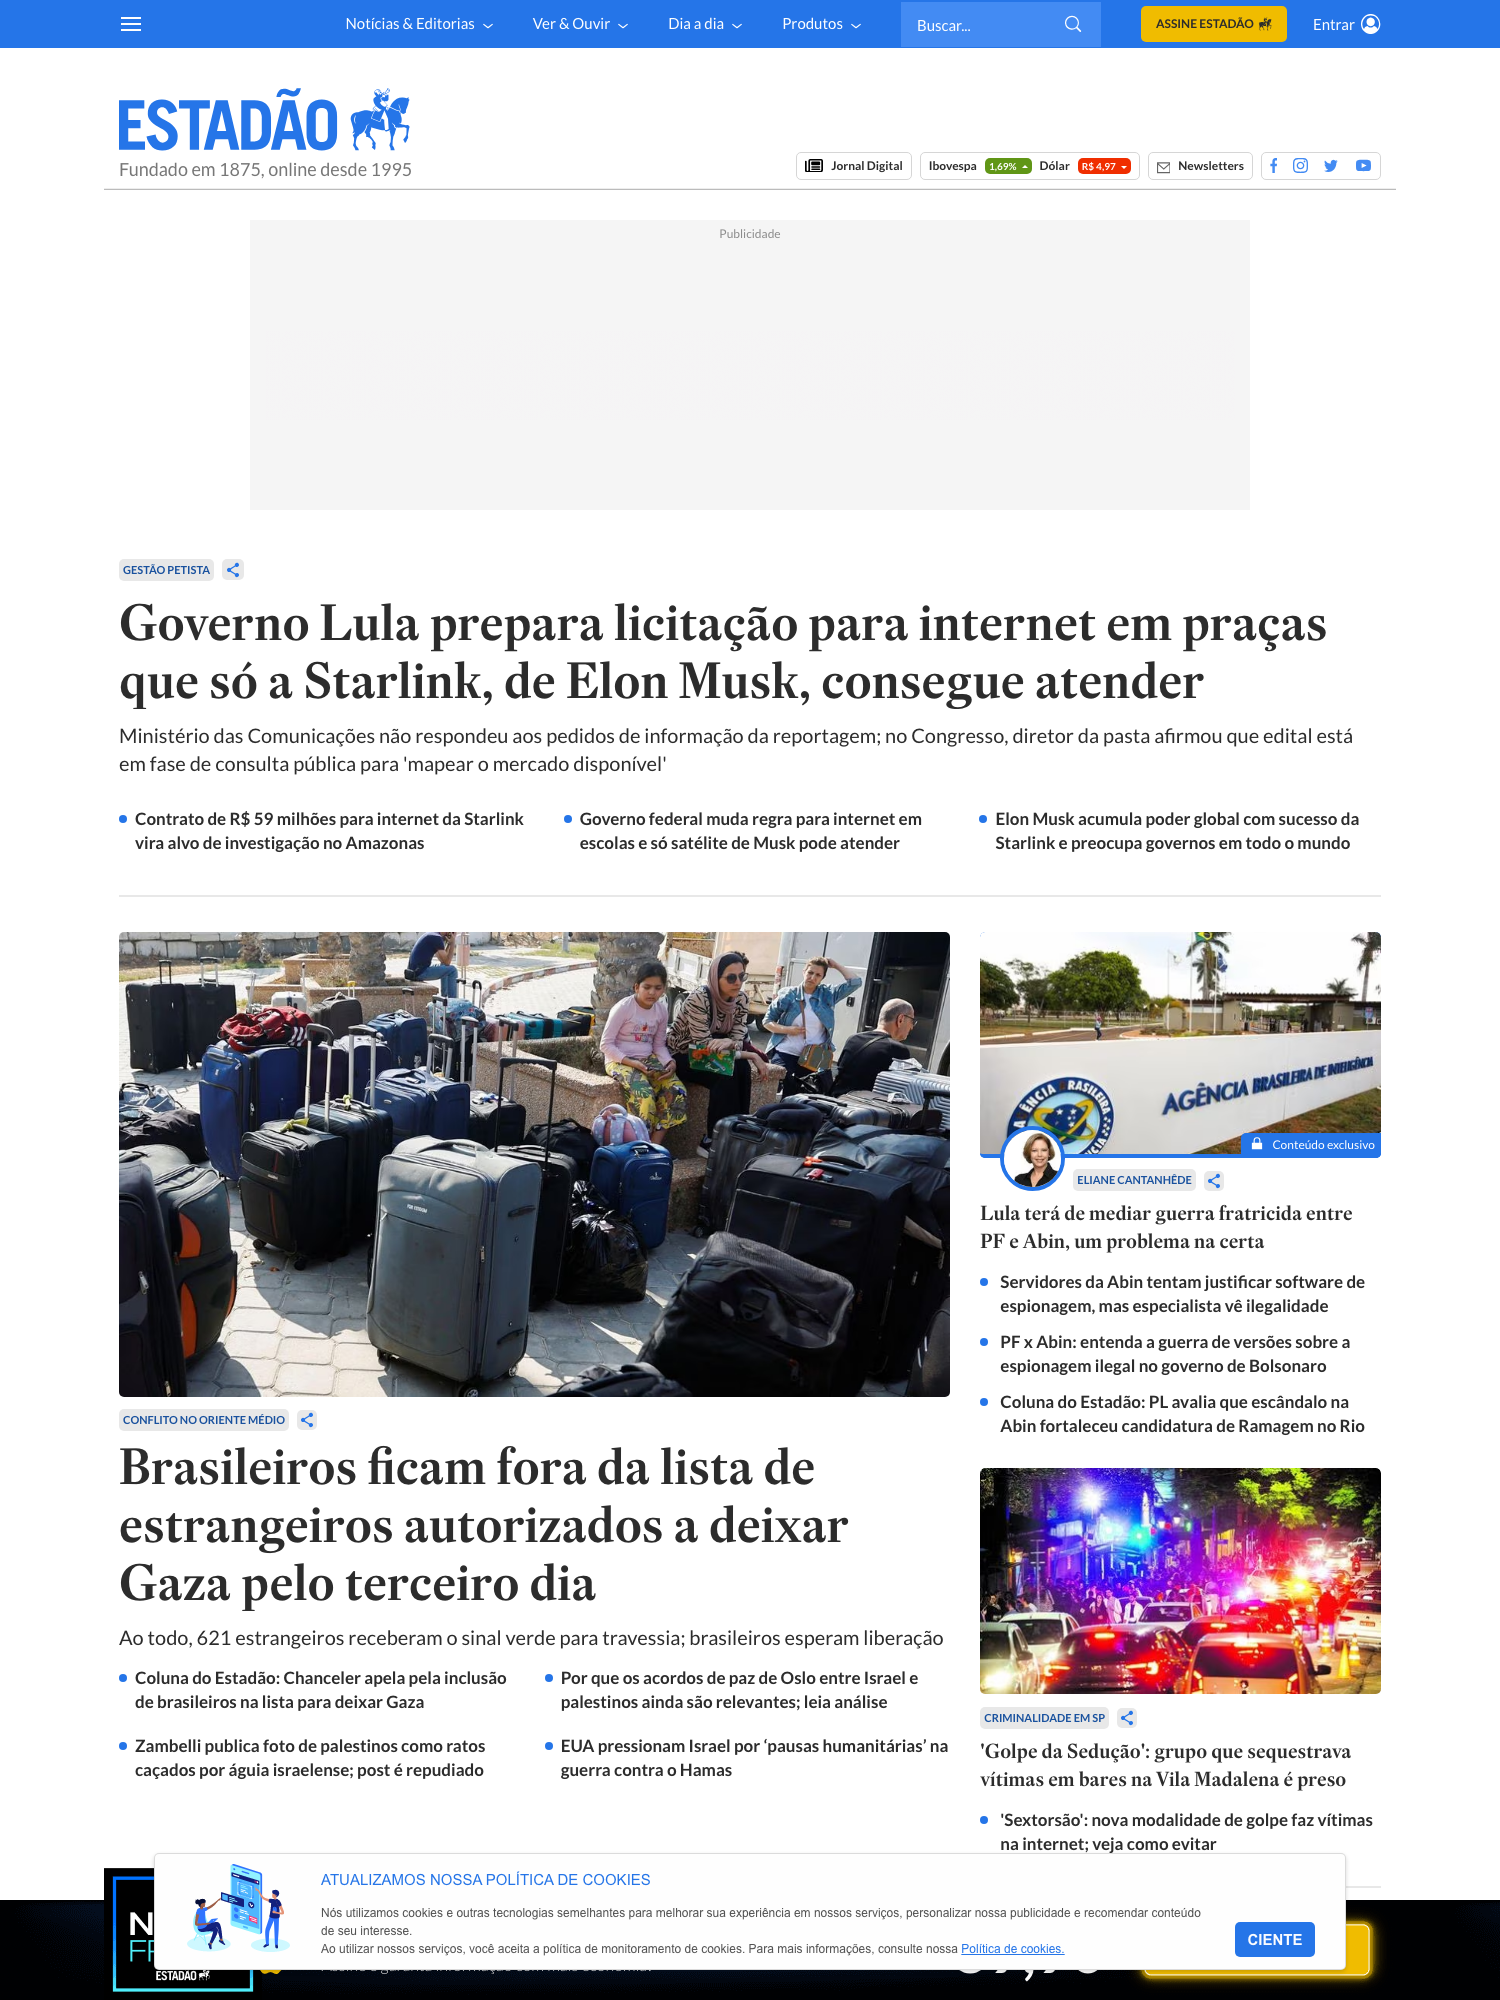 Notícias & Editorias
Ver & Ouvir
Dia a dia
Produtos
Buscar...
ASSINE ESTADÃO
Entrar
ESTADÃO
Fundado em 1875, online desde 1995
Jornal Digital
Ibovespa 1,69% Dólar R$ 4,97
Newsletters
Publicidade
GESTÃO PETISTA
Governo Lula prepara licitação para internet em praças
que só a Starlink, de Elon Musk, consegue atender
Ministério das Comunicações não respondeu aos pedidos de informação da reportagem; no Congresso, diretor da pasta afirmou que edital está
em fase de consulta pública para 'mapear o mercado disponível'
Contrato de R$ 59 milhões para internet da Starlink
vira alvo de investigação no Amazonas
Governo federal muda regra para internet em
escolas e só satélite de Musk pode atender
Elon Musk acumula poder global com sucesso da
Starlink e preocupa governos em todo o mundo
CONFLITO NO ORIENTE MÉDIO
Brasileiros ficam fora da lista de
estrangeiros autorizados a deixar
Gaza pelo terceiro dia
Ao todo, 621 estrangeiros receberam o sinal verde para travessia; brasileiros esperam liberação
Coluna do Estadão: Chanceler apela pela inclusão
de brasileiros na lista para deixar Gaza
Por que os acordos de paz de Oslo entre Israel e
palestinos ainda são relevantes; leia análise
Zambelli publica foto de palestinos como ratos
caçados por águia israelense; post é repudiado
EUA pressionam Israel por ‘pausas humanitárias’ na
guerra contra o Hamas
AGÊNCIA BRASILEIRA DE INTELIGÊNCIA
Conteúdo exclusivo
ELIANE CANTANHÊDE
Lula terá de mediar guerra fratricida entre
PF e Abin, um problema na certa
Servidores da Abin tentam justificar software de
espionagem, mas especialista vê ilegalidade
PF x Abin: entenda a guerra de versões sobre a
espionagem ilegal no governo de Bolsonaro
Coluna do Estadão: PL avalia que escândalo na
Abin fortaleceu candidatura de Ramagem no Rio
CRIMINALIDADE EM SP
'Golpe da Sedução': grupo que sequestrava
vítimas em bares na Vila Madalena é preso
'Sextorsão': nova modalidade de golpe faz vítimas
na internet; veja como evitar
ATUALIZAMOS NOSSA POLÍTICA DE COOKIES
Nós utilizamos cookies e outras tecnologias semelhantes para melhorar sua experiência em nossos serviços, personalizar nossa publicidade e recomendar conteúdo
de seu interesse.
Ao utilizar nossos serviços, você aceita a política de monitoramento de cookies. Para mais informações, consulte nossa Política de cookies.
CIENTE
ESTADÃO